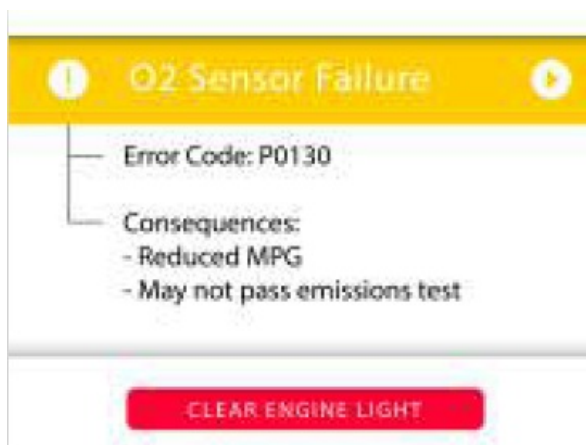 O2 Sensor Failure
Error Code: P0130
Consequences:
- Reduced MPG
- May not pass emissions test
CLEAR ENGINE LIGHT